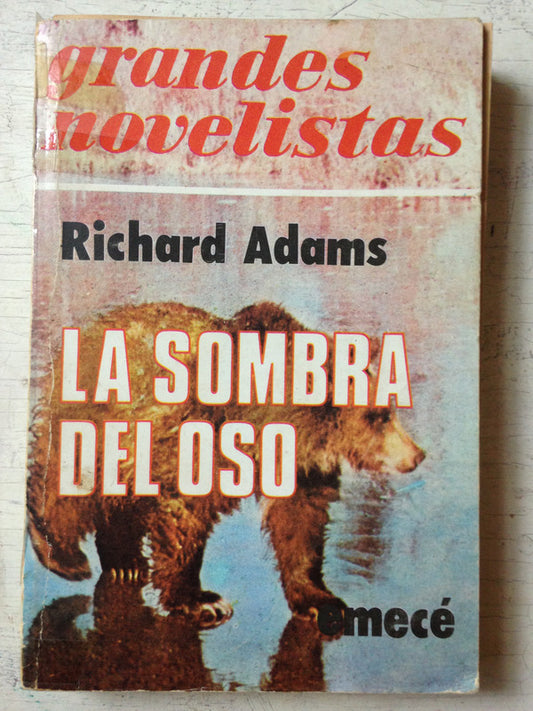 grandes
novelistas
Richard Adams
LA SOMBRA
DEL OSO
emecé